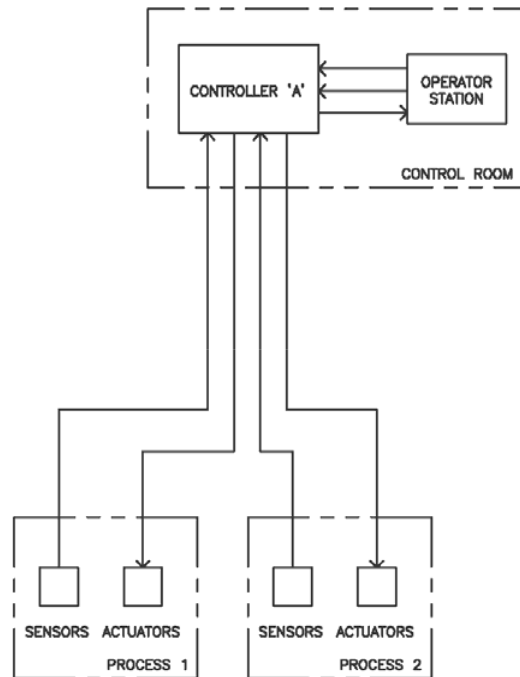 CONTROLLER 'A'
OPERATOR
STATION
CONTROL ROOM
SENSORS ACTUATORS
PROCESS 1
SENSORS ACTUATORS
PROCESS 2